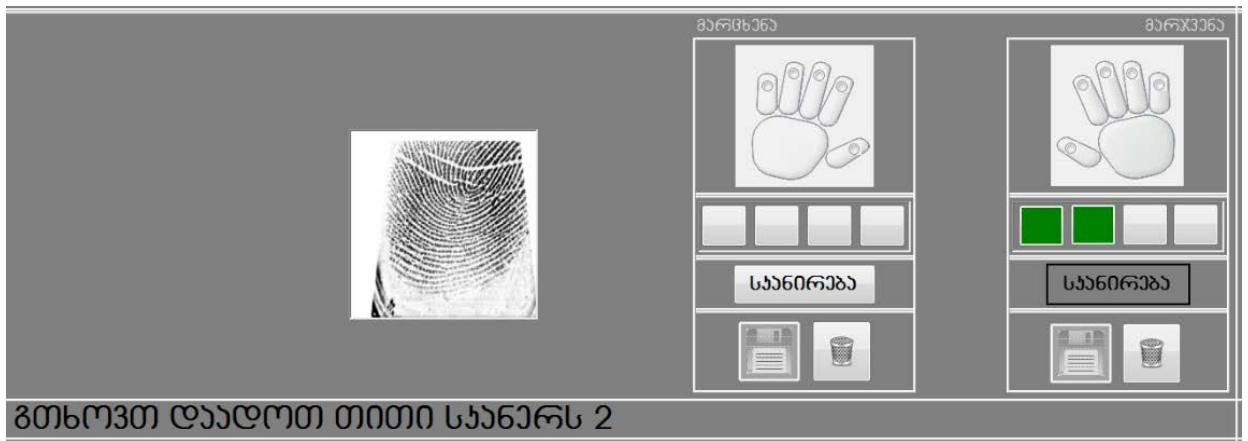 მარცხენა
მარჯვენა
სკანირება
სკანირება
გთხოვთ დაადოთ თითი სკანერს 2